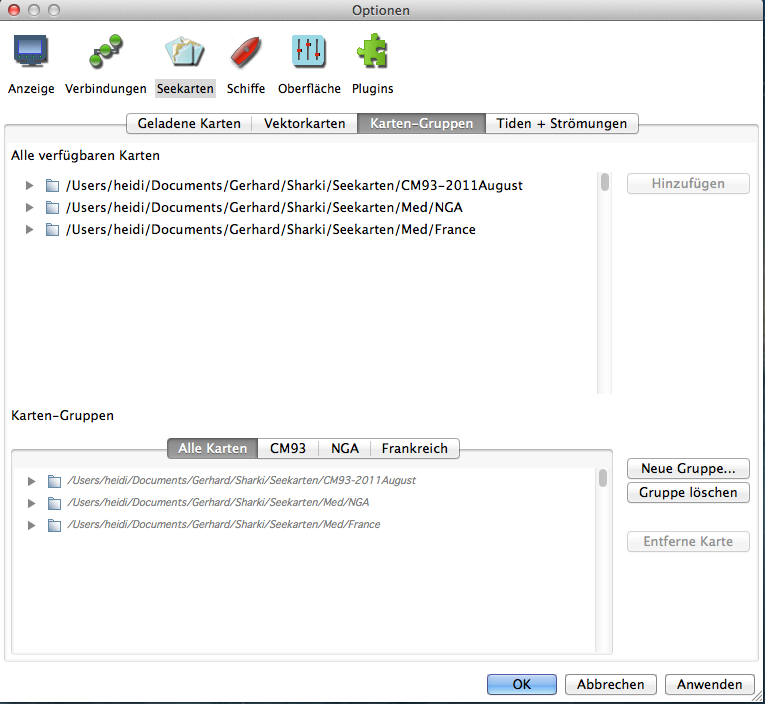 Optionen
Anzeige Verbindungen Seekarten Schiffe Oberfläche Plugins
Geladene Karten Vektorkarten Karten-Gruppen Tiden + Strömungen
Alle verfügbaren Karten
/Users/heidi/Documents/Gerhard/Sharki/Seekarten/CM93-2011August
Hinzufügen
/Users/heidi/Documents/Gerhard/Sharki/Seekarten/Med/NGA
/Users/heidi/Documents/Gerhard/Sharki/Seekarten/Med/France
Karten-Gruppen
Alle Karten CM93 NGA Frankreich
Neue Gruppe...
/Users/heidi/Documents/Gerhard/Sharki/Seekarten/CM93-2011August
Gruppe löschen
/Users/heidi/Documents/Gerhard/Sharki/Seekarten/Med/NGA
/Users/heidi/Documents/Gerhard/Sharki/Seekarten/Med/France
Entferne Karte
OK Abbrechen Anwenden